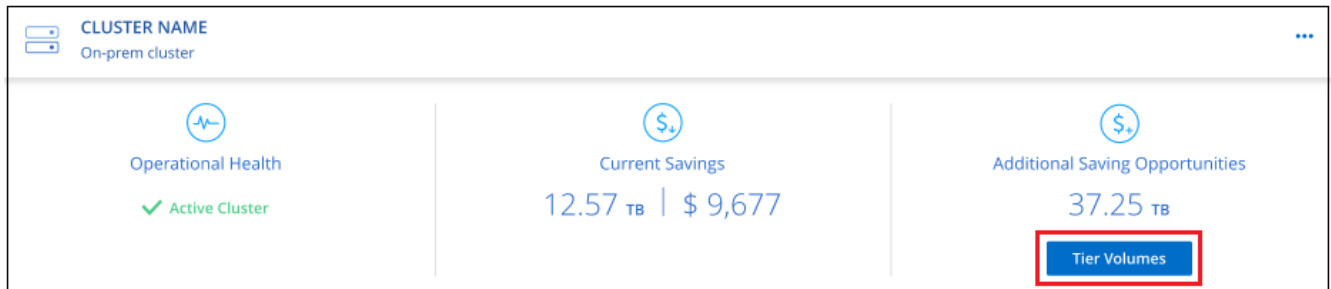 CLUSTER NAME
On-prem cluster
•••
Operational Health
Active Cluster
Current Savings
12.57 TB | $ 9,677
Additional Saving Opportunities
37.25 TB
Tier Volumes